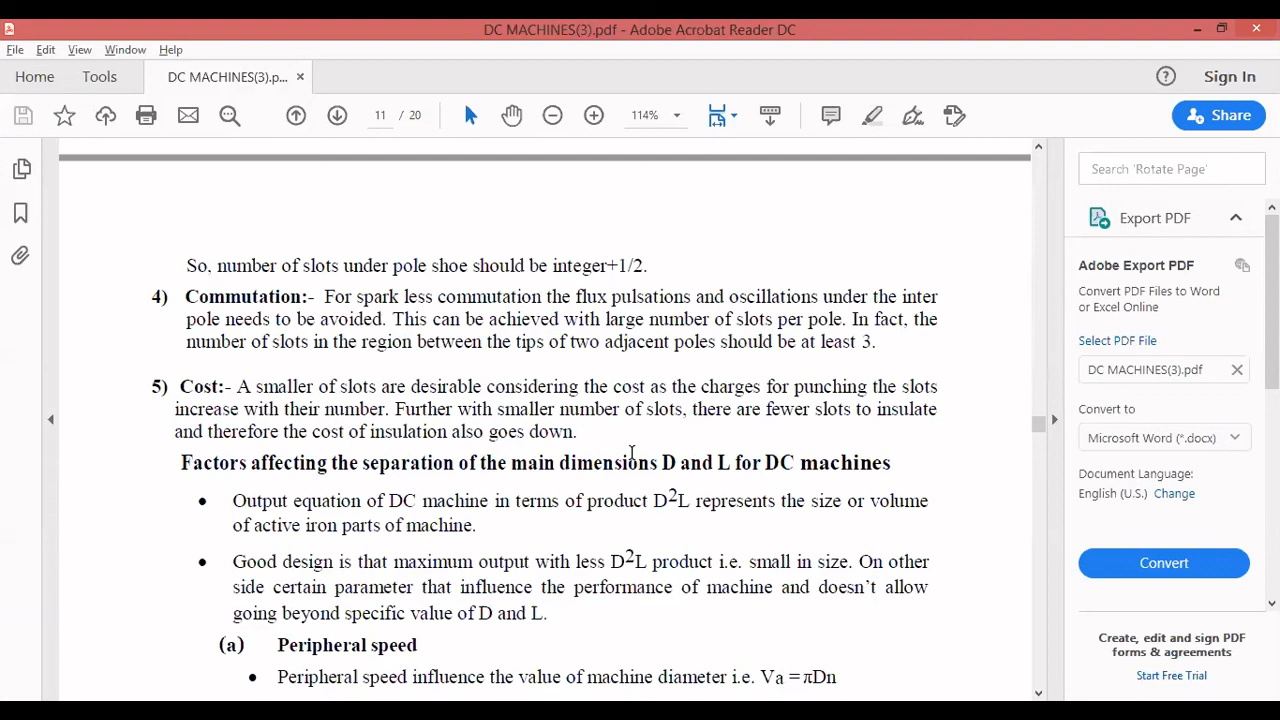 DC MACHINES(3).pdf - Adobe Acrobat Reader DC
File Edit View Window Help
Home Tools DC MACHINES(3).p... × Sign In
11 / 20 114% Share
Search 'Rotate Page'
Export PDF
Adobe Export PDF
Convert PDF Files to Word
or Excel Online
Select PDF File
DC MACHINES(3).pdf
Convert to
Microsoft Word (*.docx)
Document Language:
English (U.S.) Change
Convert
Create, edit and sign PDF
forms & agreements
Start Free Trial
So, number of slots under pole shoe should be integer+1/2.
4) Commutation:- For spark less commutation the flux pulsations and oscillations under the inter
pole needs to be avoided. This can be achieved with large number of slots per pole. In fact, the
number of slots in the region between the tips of two adjacent poles should be at least 3.
5) Cost:- A smaller of slots are desirable considering the cost as the charges for punching the slots
increase with their number. Further with smaller number of slots, there are fewer slots to insulate
and therefore the cost of insulation also goes down.
Factors affecting the separation of the main dimensions D and L for DC machines
• Output equation of DC machine in terms of product D²L represents the size or volume
of active iron parts of machine.
• Good design is that maximum output with less D²L product i.e. small in size. On other
side certain parameter that influence the performance of machine and doesn't allow
going beyond specific value of D and L.
(a) Peripheral speed
• Peripheral speed influence the value of machine diameter i.e. Va = πDn